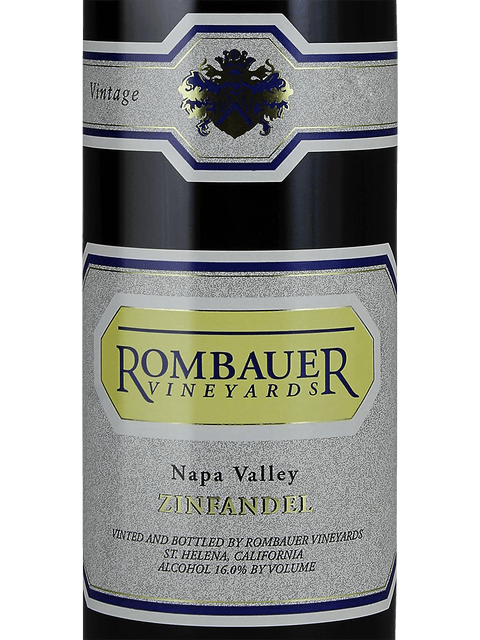 Vintage
ROMBAUER
VINEYARDS
Napa Valley
ZINFANDEL
VINTED AND BOTTLED BY ROMBAUER VINEYARDS
ST. HELENA, CALIFORNIA
ALCOHOL 16.0% BY VOLUME